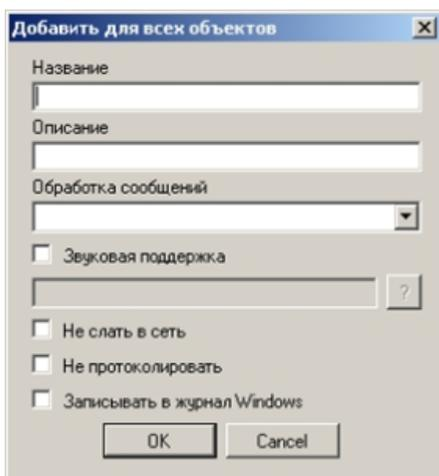 Добавить для всех объектов
Название
Описание
Обработка сообщений
Звуковая поддержка
?
Не слать в сеть
Не протоколировать
Записывать в журнал Windows
OK Cancel